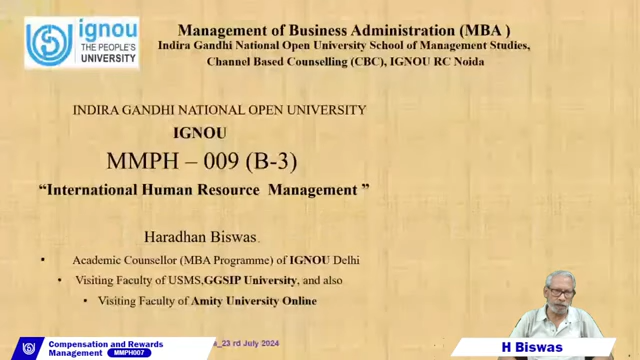 ignou
THE PEOPLE'S
UNIVERSITY
Management of Business Administration (MBA )
Indira Gandhi National Open University School of Management Studies,
Channel Based Counselling (CBC), IGNOU RC Noida
INDIRA GANDHI NATIONAL OPEN UNIVERSITY
IGNOU
MMPH – 009 (B-3)
“International Human Resource Management ”
Haradhan Biswas
• Academic Counsellor (MBA Programme) of IGNOU Delhi
• Visiting Faculty of USMS,GGSIP University, and also
• Visiting Faculty of Amity University Online
_23 rd July 2024
Compensation and Rewards
Management MMPH007
H Biswas